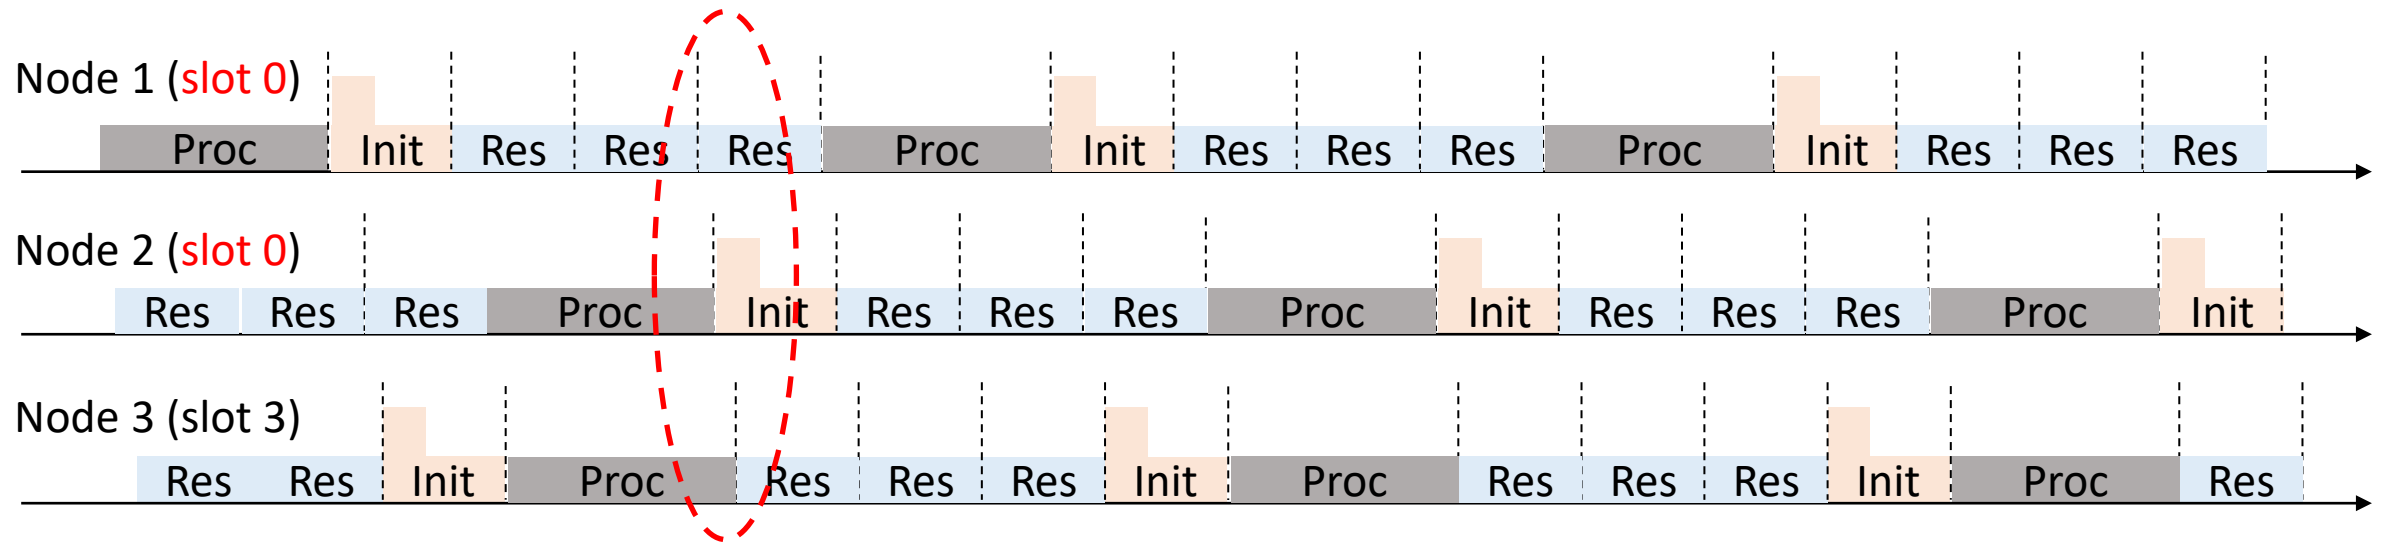 Node 1 (slot 0)
Proc Init Res Res Res Proc Init Res Res Res Proc Init Res Res Res
Node 2 (slot 0)
Res Res Res Proc Init Res Res Res Proc Init Res Res Res Proc Init
Node 3 (slot 3)
Res Res Init Proc Res Res Res Init Proc Res Res Res Init Proc Res